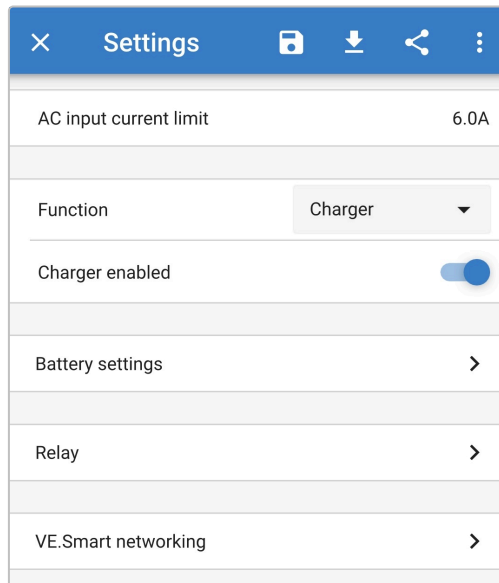 Settings
AC input current limit 6.0A
Function Charger
Charger enabled
Battery settings
Relay
VE.Smart networking